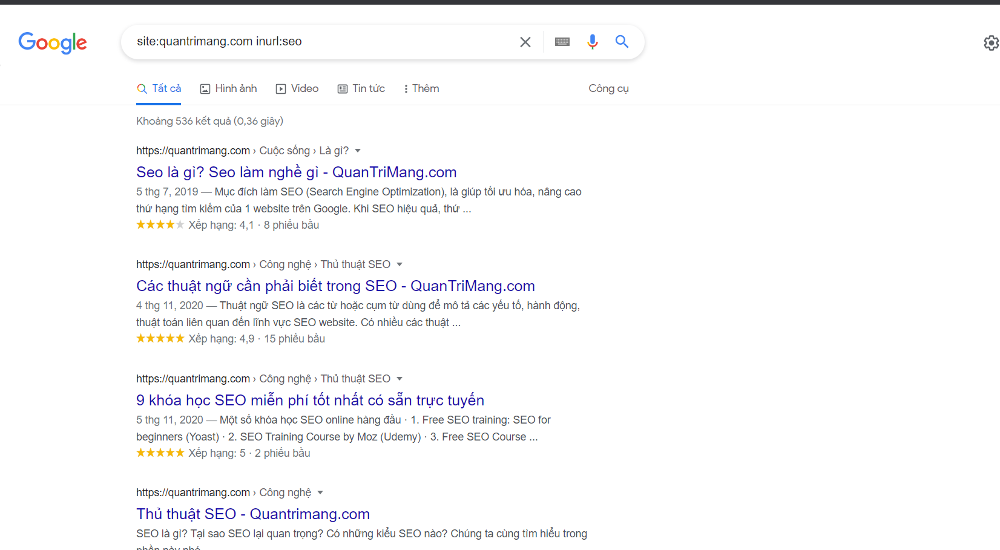 Google
site:quantrimang.com inurl:seo
Tất cả
Hình ảnh
Video
Tin tức
Thêm
Công cụ
Khoảng 536 kết quả (0,36 giây)
https://quantrimang.com › Cuộc sống › Là gì?
Seo là gì? Seo làm nghề gì - QuanTriMang.com
5 thg 7, 2019 — Mục đích làm SEO (Search Engine Optimization), là giúp tối ưu hóa, nâng cao
thứ hạng tìm kiếm của 1 website trên Google. Khi SEO hiệu quả, thứ ...
Xếp hạng: 4,1 · 8 phiếu bầu
https://quantrimang.com › Công nghệ › Thủ thuật SEO
Các thuật ngữ cần phải biết trong SEO - QuanTriMang.com
4 thg 11, 2020 — Thuật ngữ SEO là các từ hoặc cụm từ dùng để mô tả các yếu tố, hành động,
thuật toán liên quan đến lĩnh vực SEO website. Có nhiều các thuật ...
Xếp hạng: 4,9 · 15 phiếu bầu
https://quantrimang.com › Công nghệ › Thủ thuật SEO
9 khóa học SEO miễn phí tốt nhất có sẵn trực tuyến
5 thg 11, 2020 — Một số khóa học SEO online hàng đầu · 1. Free SEO training: SEO for
beginners (Yoast) · 2. SEO Training Course by Moz (Udemy) · 3. Free SEO Course ...
Xếp hạng: 5 · 2 phiếu bầu
https://quantrimang.com › Công nghệ
Thủ thuật SEO - Quantrimang.com
SEO là gì? Tại sao SEO lại quan trọng? Có những kiểu SEO nào? Chúng ta cùng tìm hiểu trong
phần này nhé